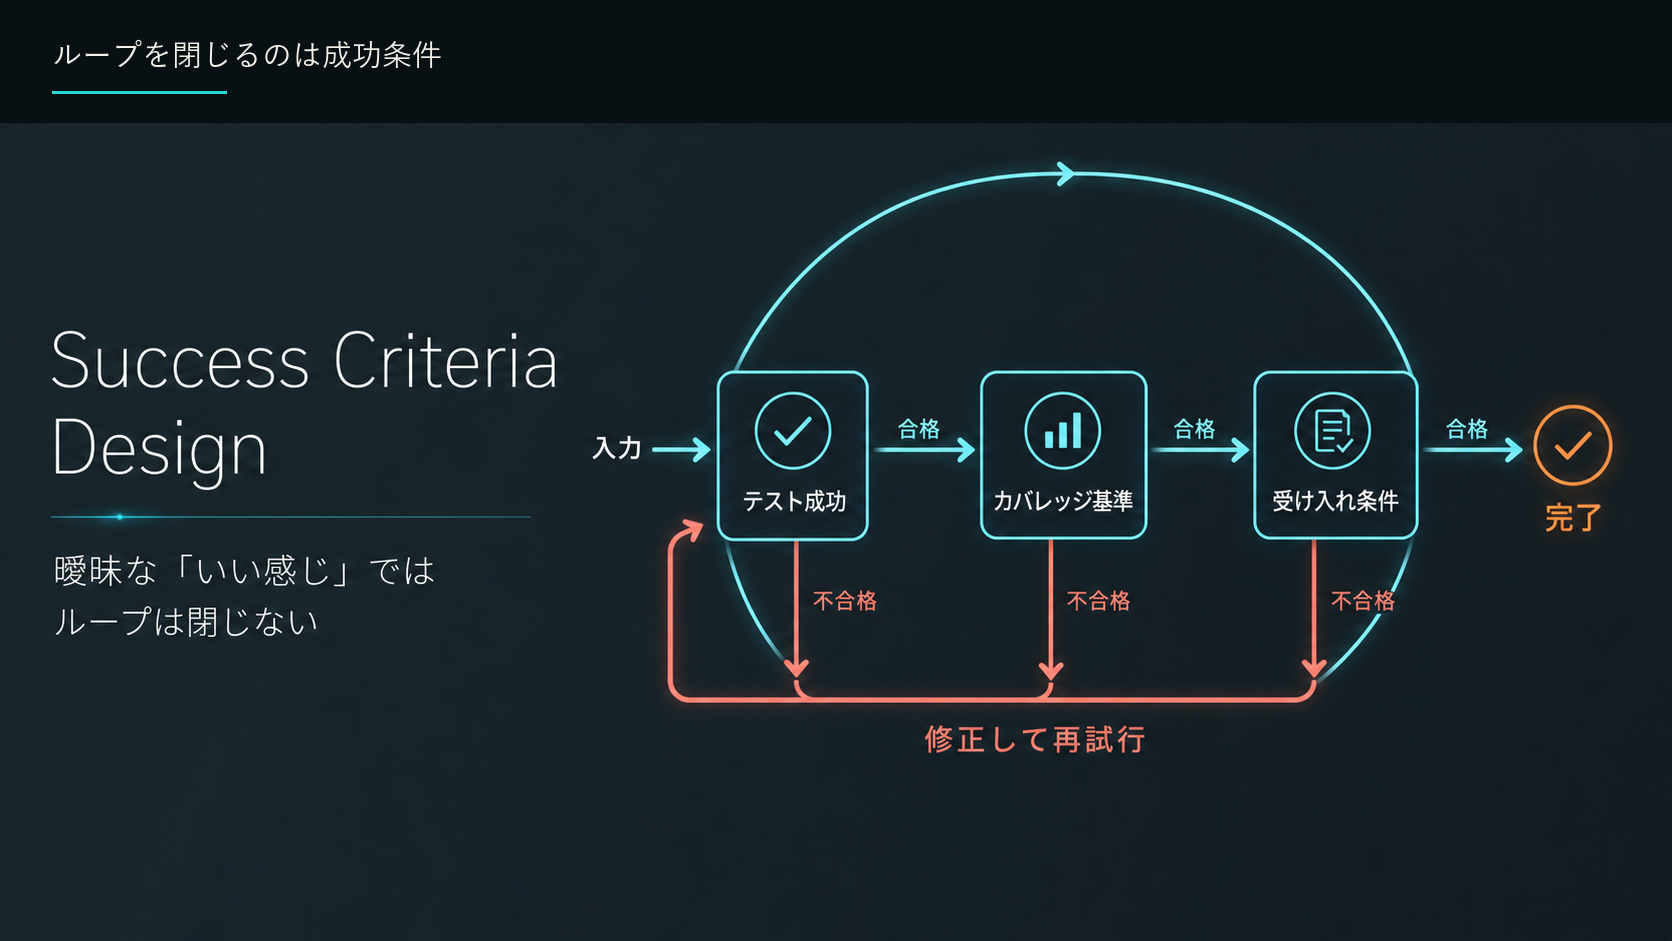 ループを閉じるのは成功条件
Success Criteria
Design
曖昧な「いい感じ」では
ループは閉じない
入力
テスト成功
合格
カバレッジ基準
合格
受け入れ条件
合格
完了
不合格
不合格
不合格
修正して再試行